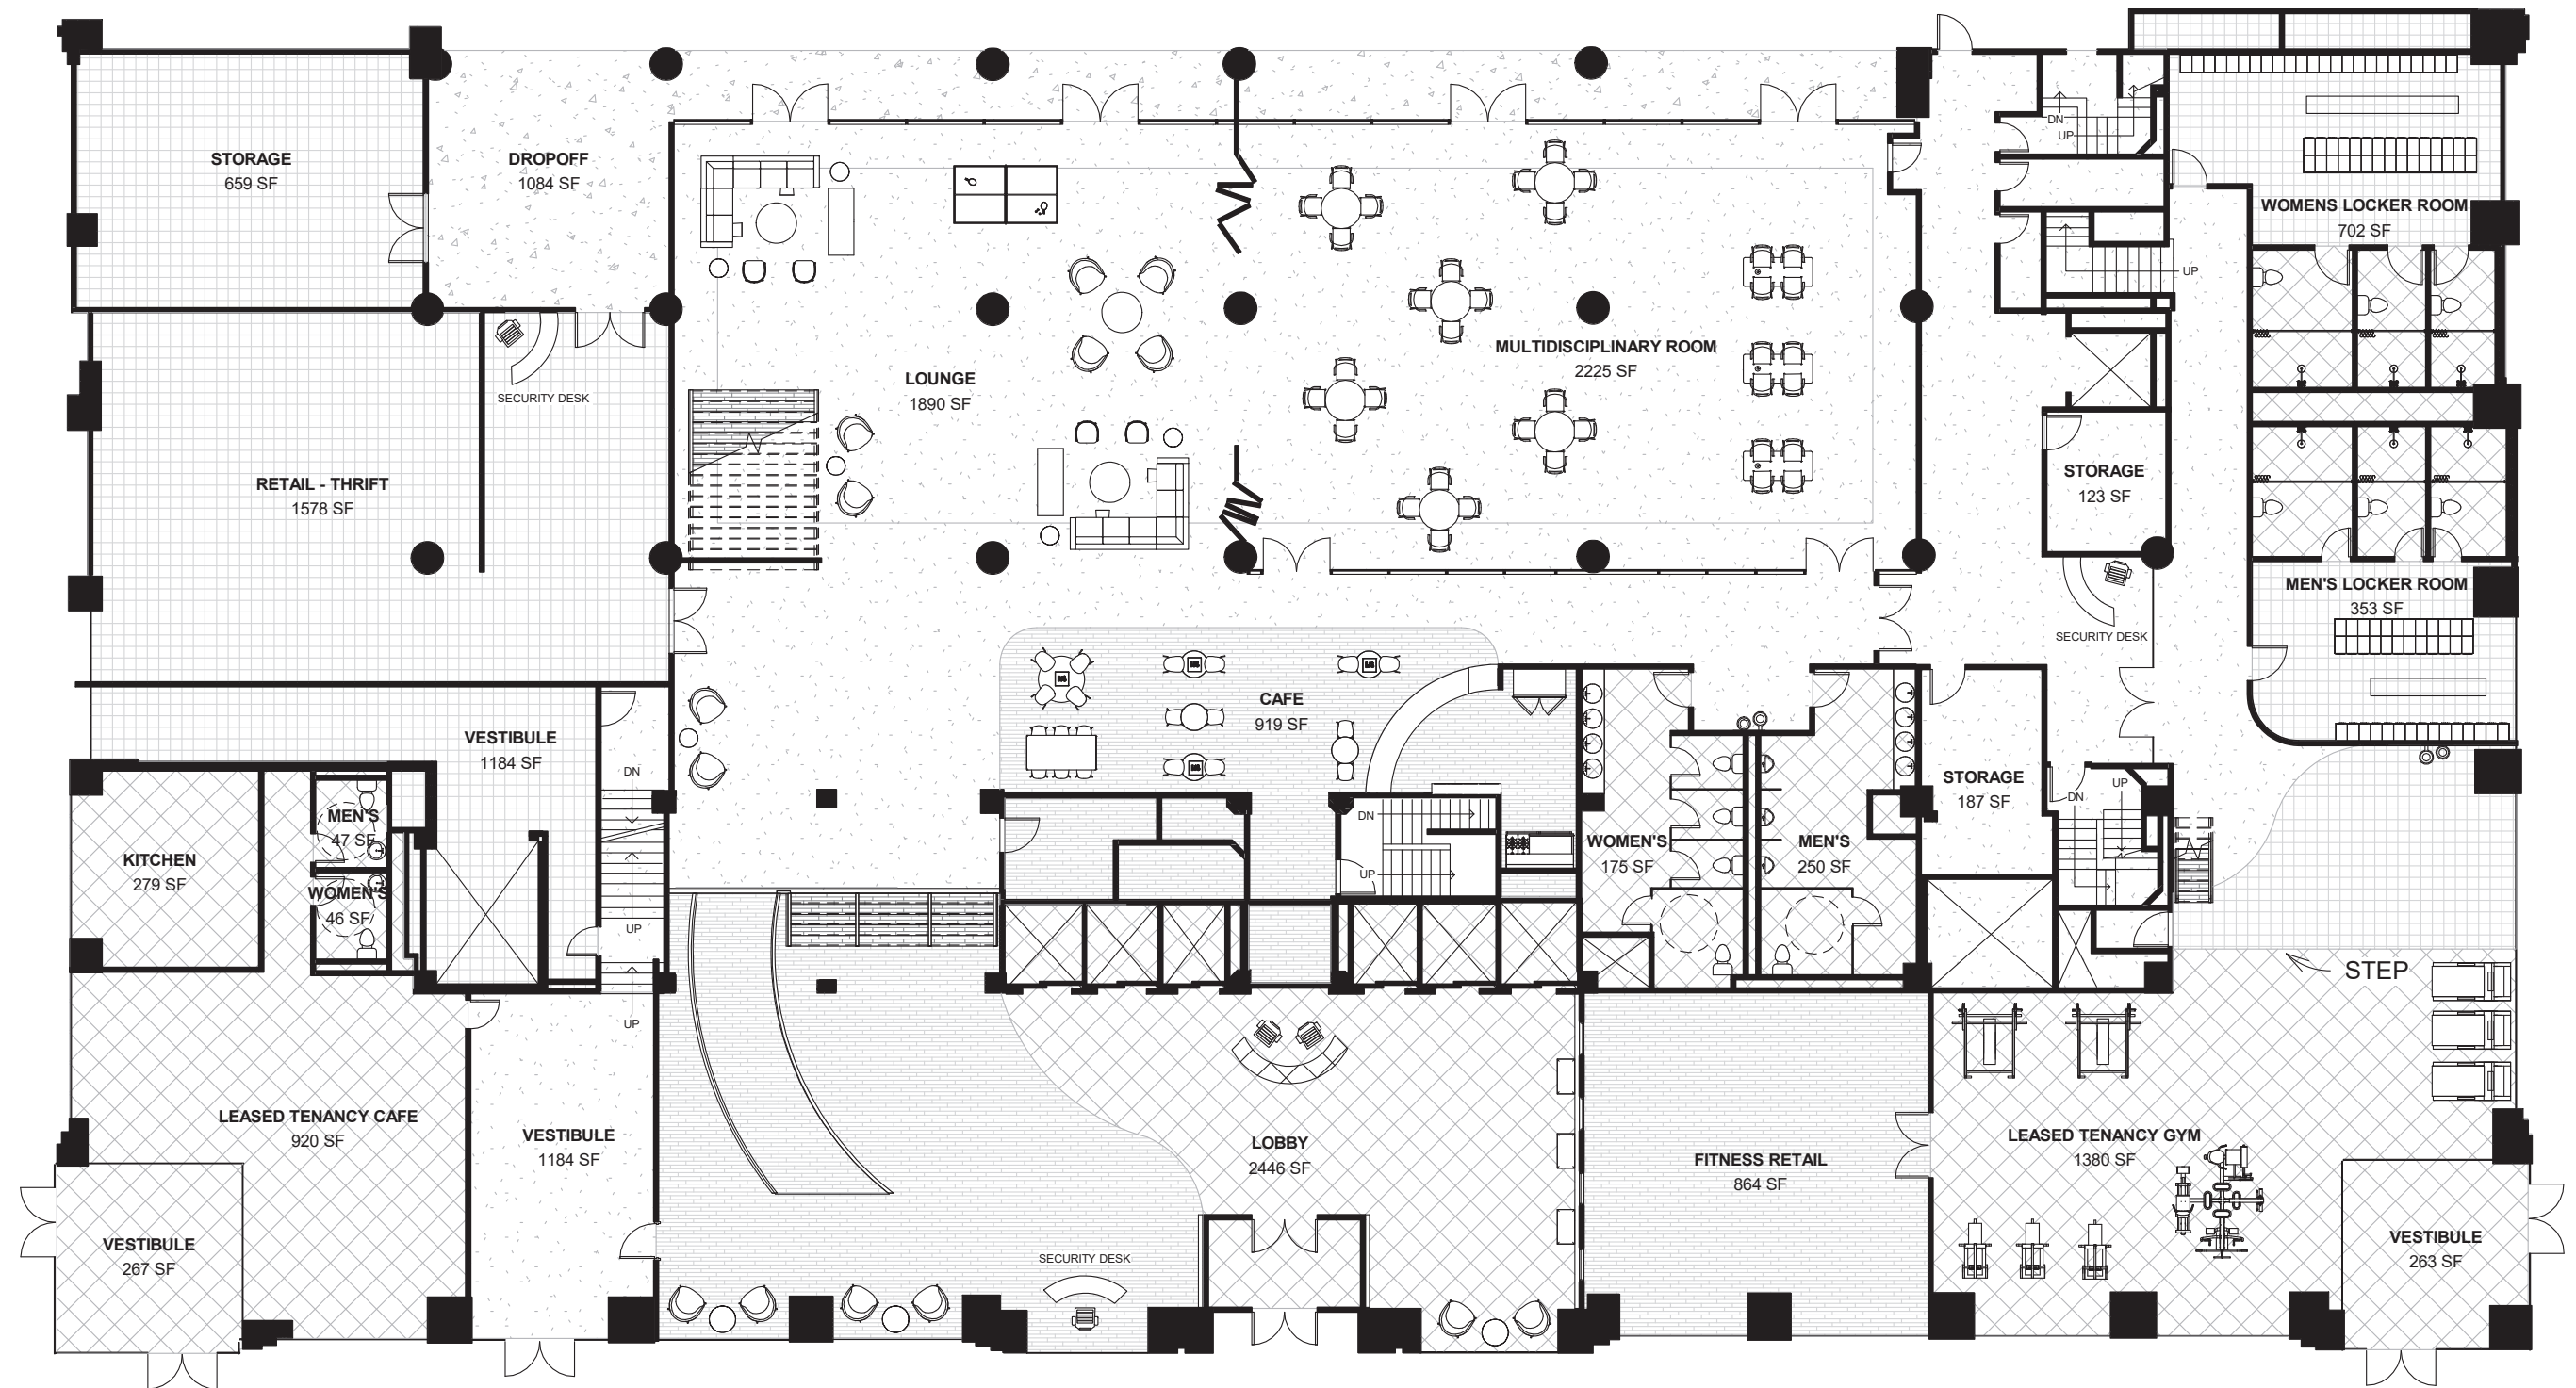 STORAGE
659 SF
DROPOFF
1084 SF
DN
UP
WOMENS LOCKER ROOM
702 SF
UP
SECURITY DESK
LOUNGE
1890 SF
MULTIDISCIPLINARY ROOM
2225 SF
RETAIL - THRIFT
1578 SF
STORAGE
123 SF
MEN'S LOCKER ROOM
353 SF
SECURITY DESK
CAFE
919 SF
VESTIBULE
1184 SF
DN
UP
UP
MEN'S
47 SF
WOMEN'S
46 SF
KITCHEN
279 SF
DN
UP
WOMEN'S
175 SF
MEN'S
250 SF
STORAGE
187 SF
UP
DN
STEP
LEASED TENANCY CAFE
920 SF
VESTIBULE
1184 SF
LOBBY
2446 SF
FITNESS RETAIL
864 SF
LEASED TENANCY GYM
1380 SF
VESTIBULE
267 SF
SECURITY DESK
VESTIBULE
263 SF